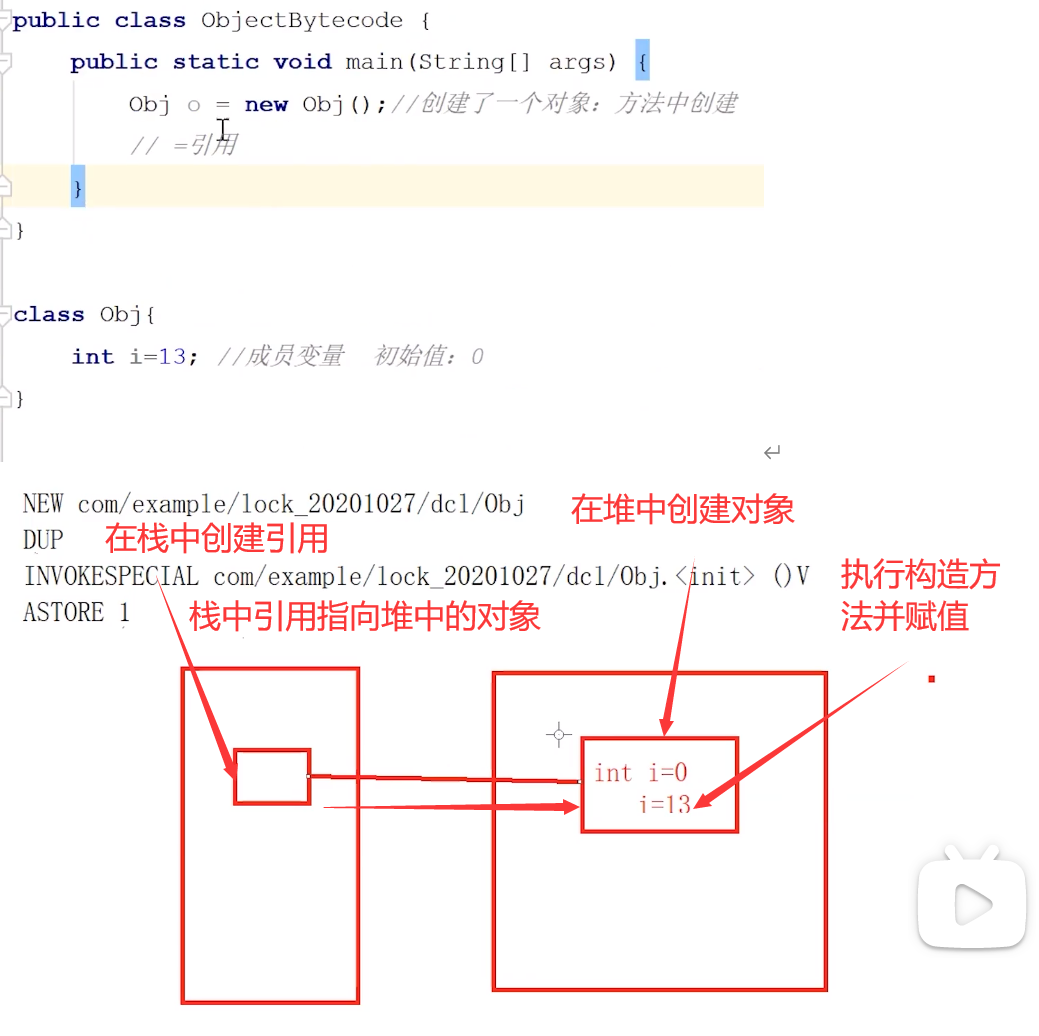 public class ObjectBytecode {
public static void main(String[] args) {
Obj o = new Obj();//创建了一个对象：方法中创建
// =引用
}
}
class Obj{
int i=13; //成员变量 初始值：0
}
NEW com/example/lock_20201027/dcl/Obj
在堆中创建对象
DUP
在栈中创建引用
INVOKESPECIAL com/example/lock_20201027/dcl/Obj.<init> ()V
执行构造方
法并赋值
ASTORE 1
栈中引用指向堆中的对象
int i=0
i=13